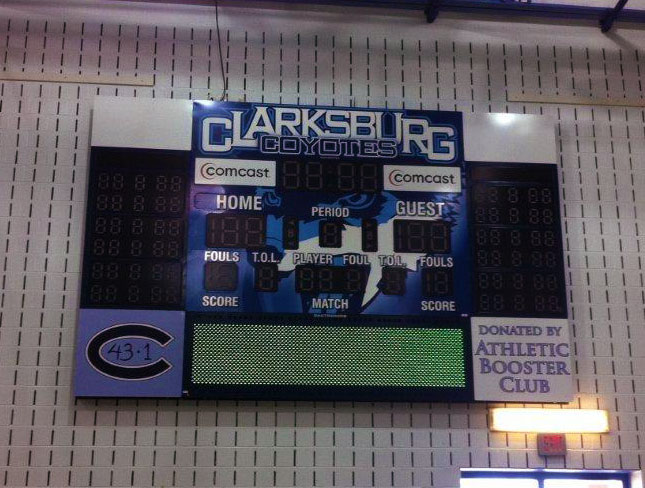 CLARKSBURG
COYOTES
comcast
comcast
HOME
PERIOD
GUEST
FOULS
T.O.L.
PLAYER
FOUL
T.O.L.
FOULS
SCORE
MATCH
SCORE
43·1
DONATED BY
ATHLETIC
BOOSTER
CLUB